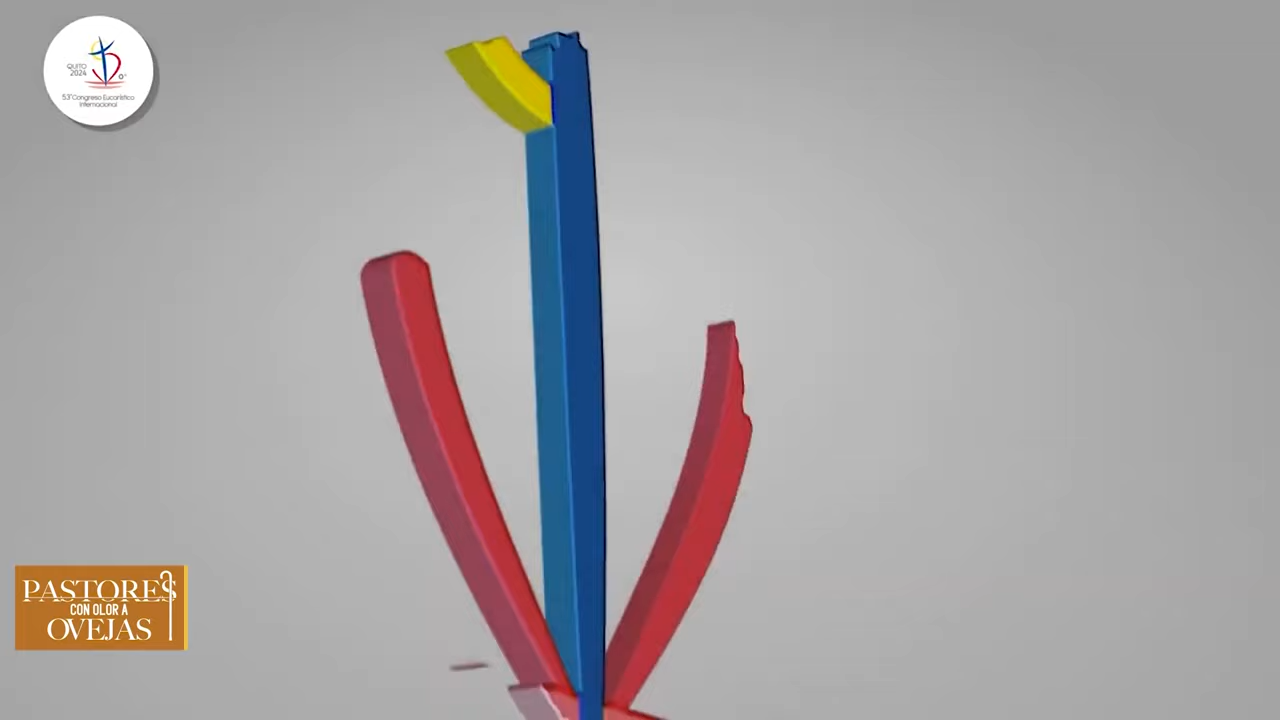 QUITO
2024
53°Congreso Eucarístico
Internacional
PASTORES
CON OLOR A
OVEJAS